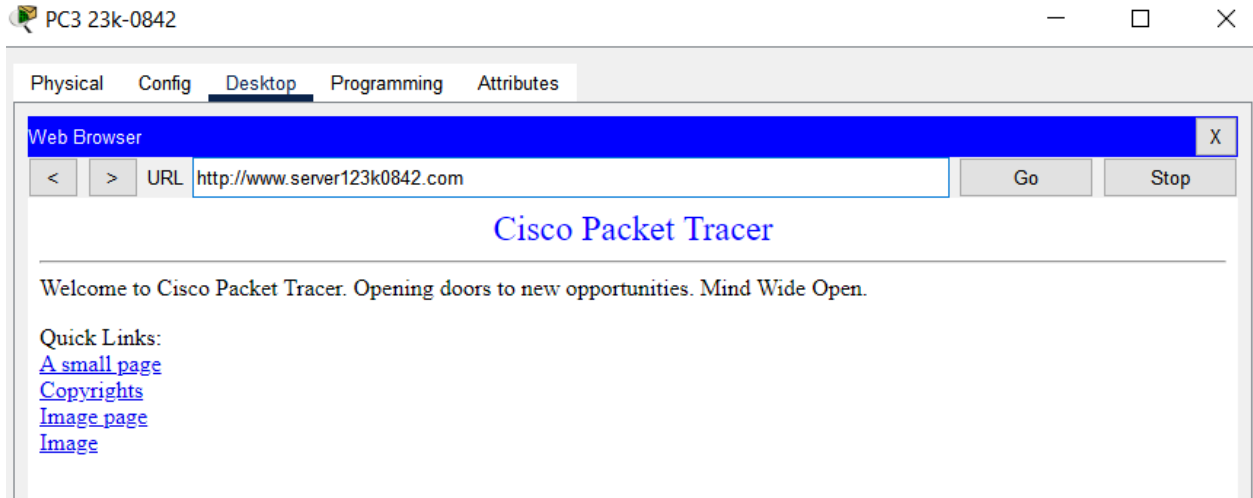 PC3 23k-0842
Physical Config Desktop Programming Attributes
Web Browser X
< > URL http://www.server123k0842.com Go Stop
Cisco Packet Tracer
Welcome to Cisco Packet Tracer. Opening doors to new opportunities. Mind Wide Open.
Quick Links:
A small page
Copyrights
Image page
Image